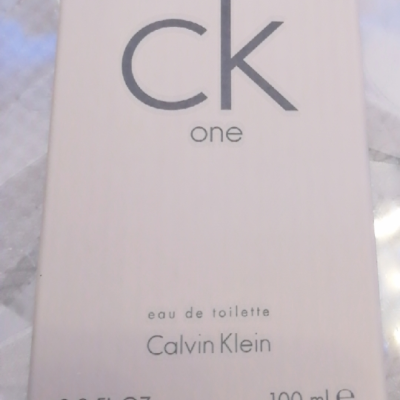 ck
one
eau de toilette
Calvin Klein
100 ml e